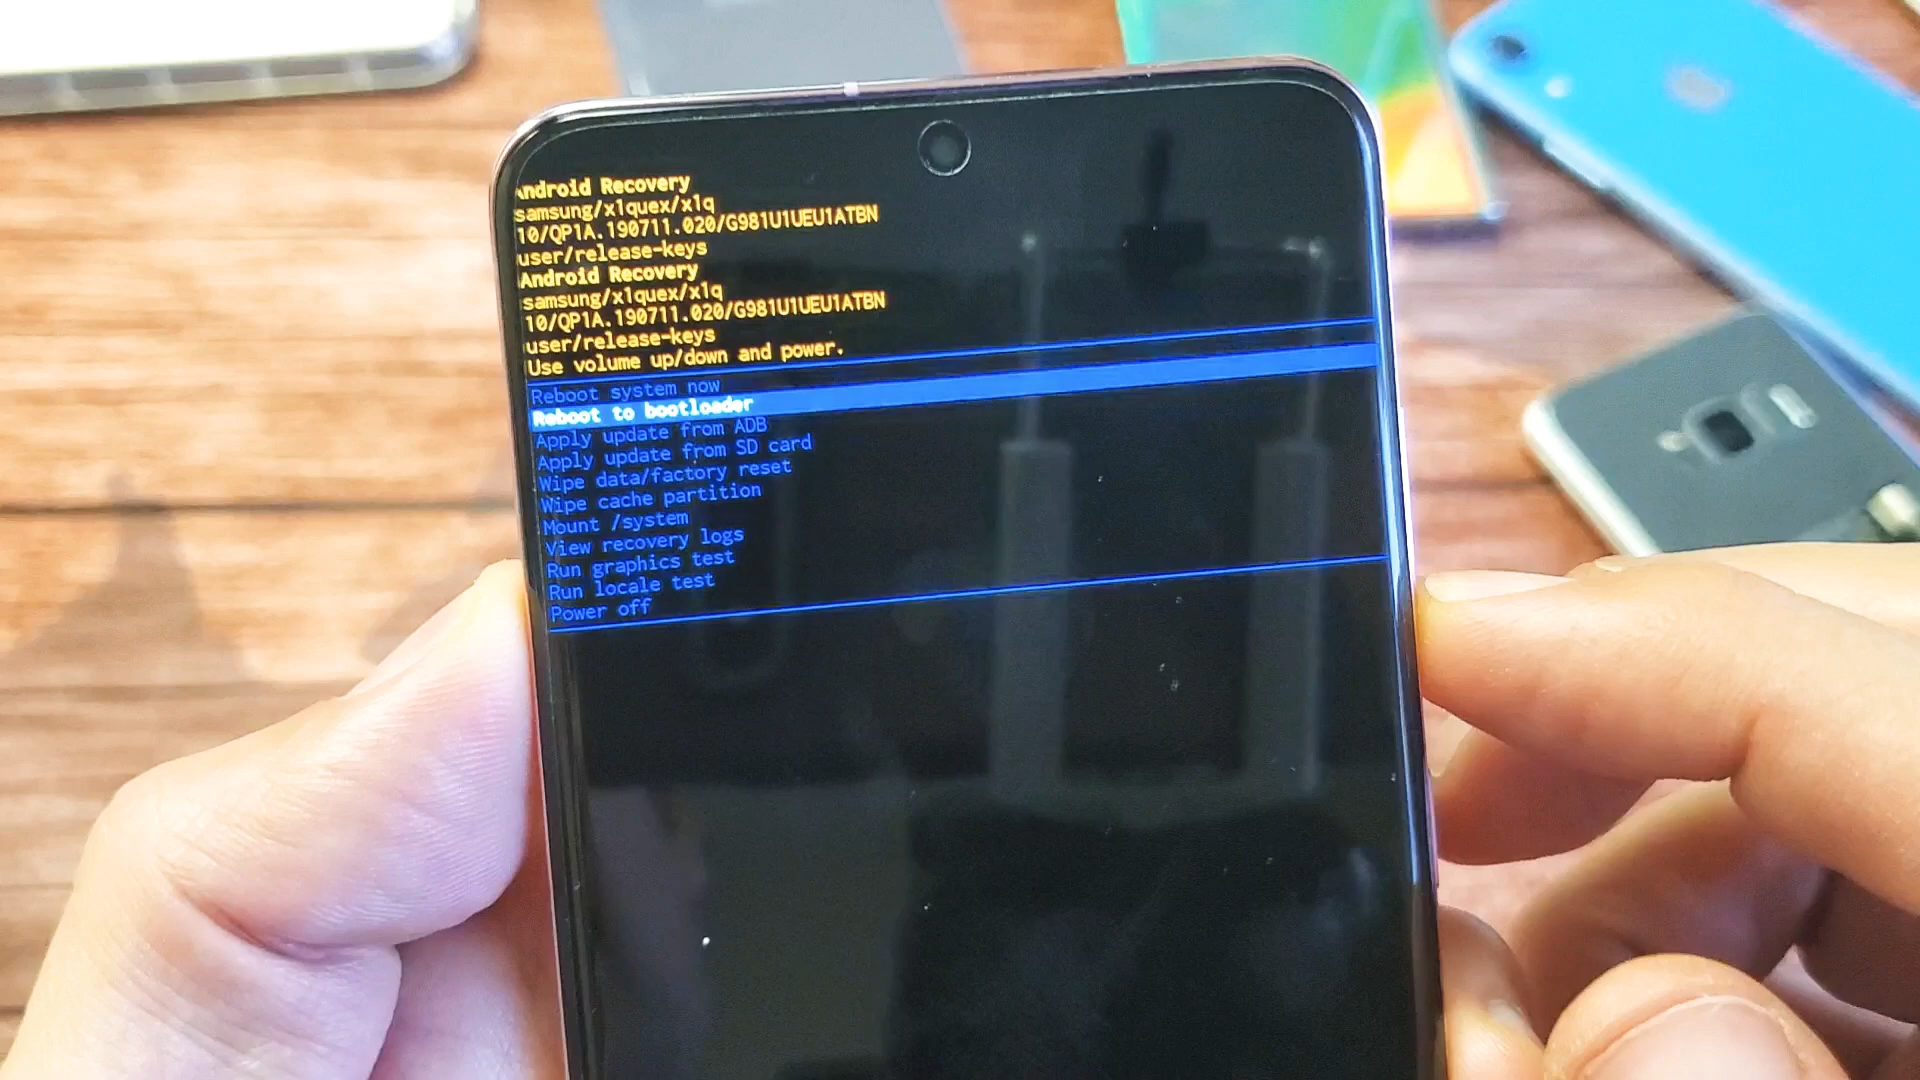 Android Recovery
samsung/x1quex/x1q
10/QP1A.190711.020/G981U1UEU1ATBN
user/release-keys
Android Recovery
samsung/x1quex/x1q
10/QP1A.190711.020/G981U1UEU1ATBN
user/release-keys
Use volume up/down and power.
Reboot system now
Reboot to bootloader
Apply update from ADB
Apply update from SD card
Wipe data/factory reset
Wipe cache partition
Mount /system
View recovery logs
Run graphics test
Run locale test
Power off